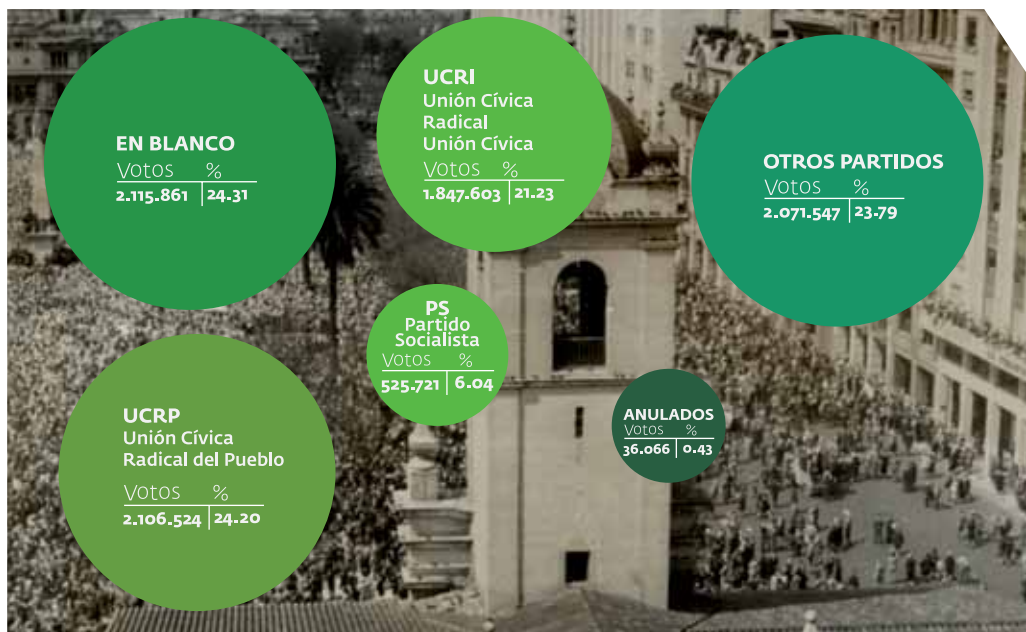 EN BLANCO
Votos %
2.115.861 24.31
UCRI
Unión Cívica
Radical
Unión Cívica
Votos %
1.847.603 21.23
OTROS PARTIDOS
Votos %
2.071.547 23.79
PS
Partido
Socialista
Votos %
525.721 6.04
UCRP
Unión Cívica
Radical del Pueblo
Votos %
2.106.524 24.20
ANULADOS
Votos %
36.066 0.43